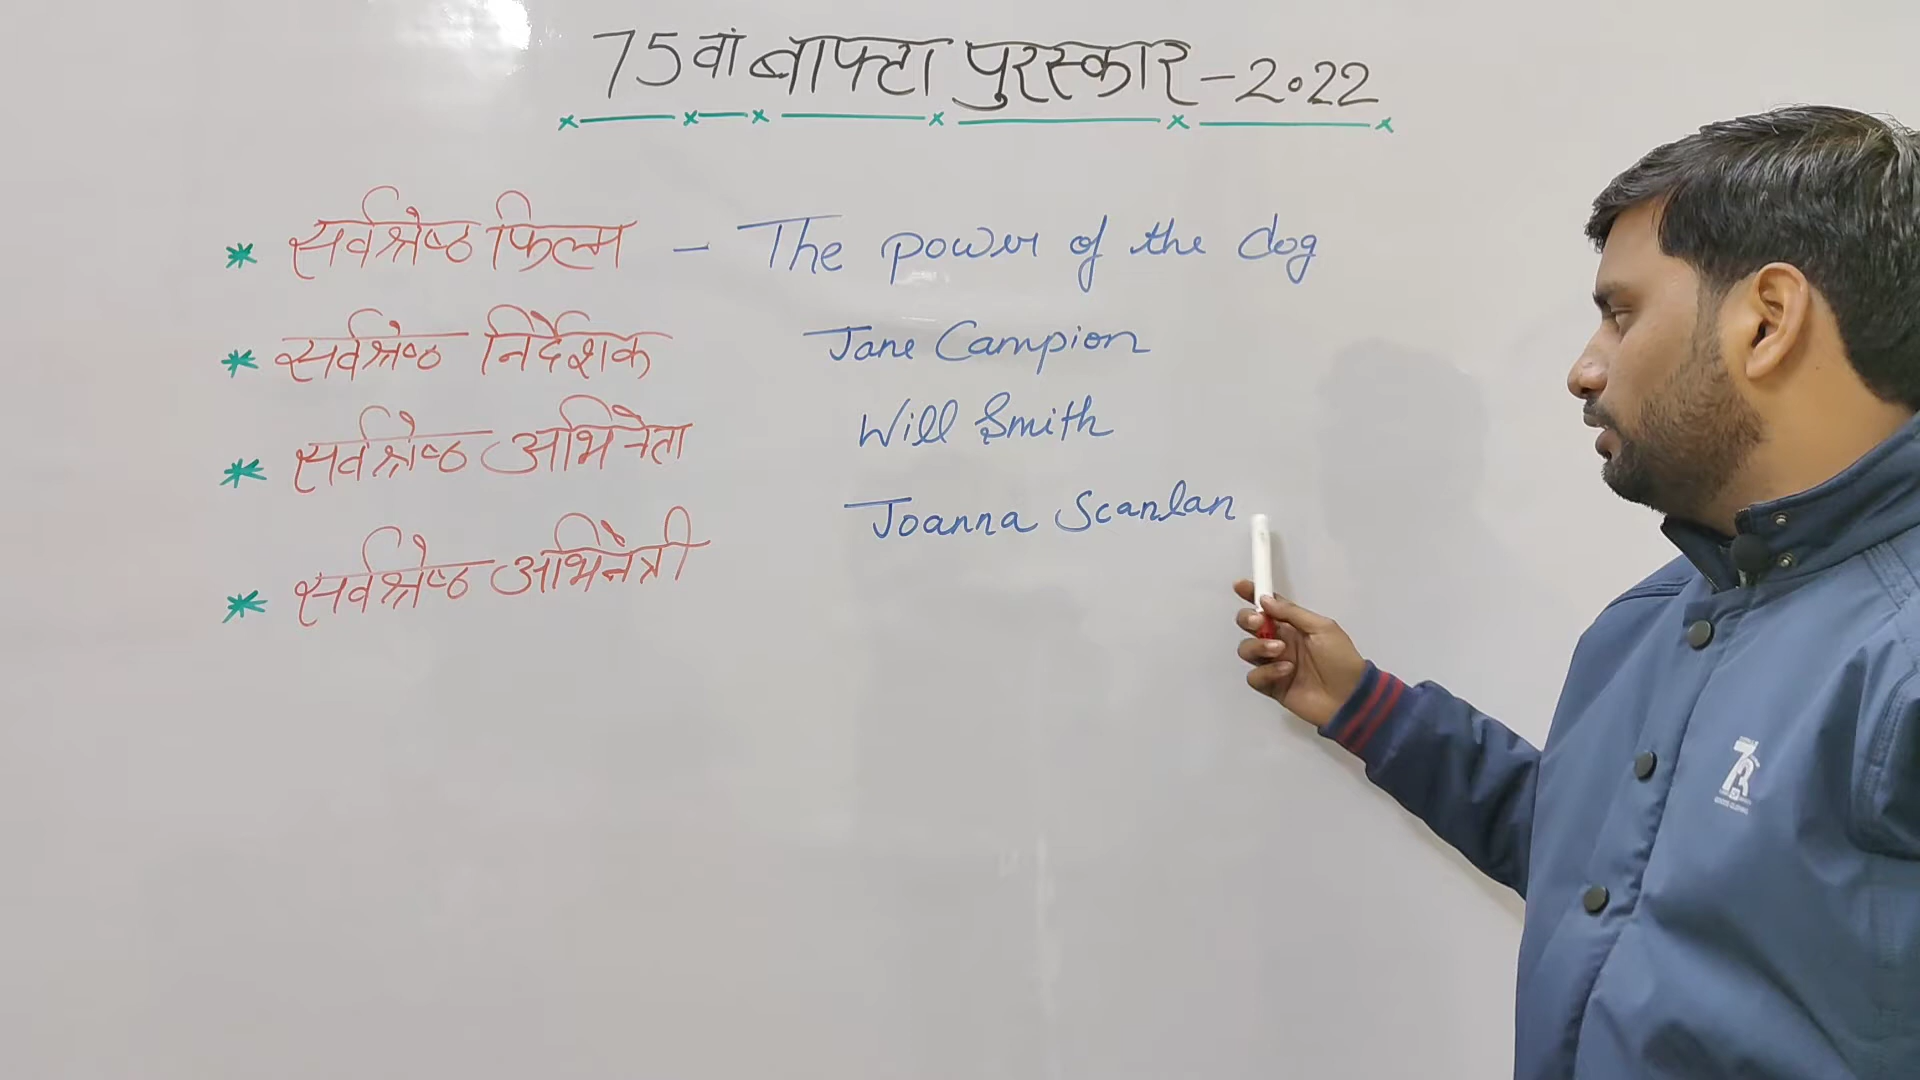 75वां बाफ्टा पुरस्कार - 2022
* सर्वश्रेष्ठ फिल्म - The power of the dog
* सर्वश्रेष्ठ निर्देशक Jane Campion
* सर्वश्रेष्ठ अभिनेता Will Smith
* सर्वश्रेष्ठ अभिनेत्री Joanna Scanlan